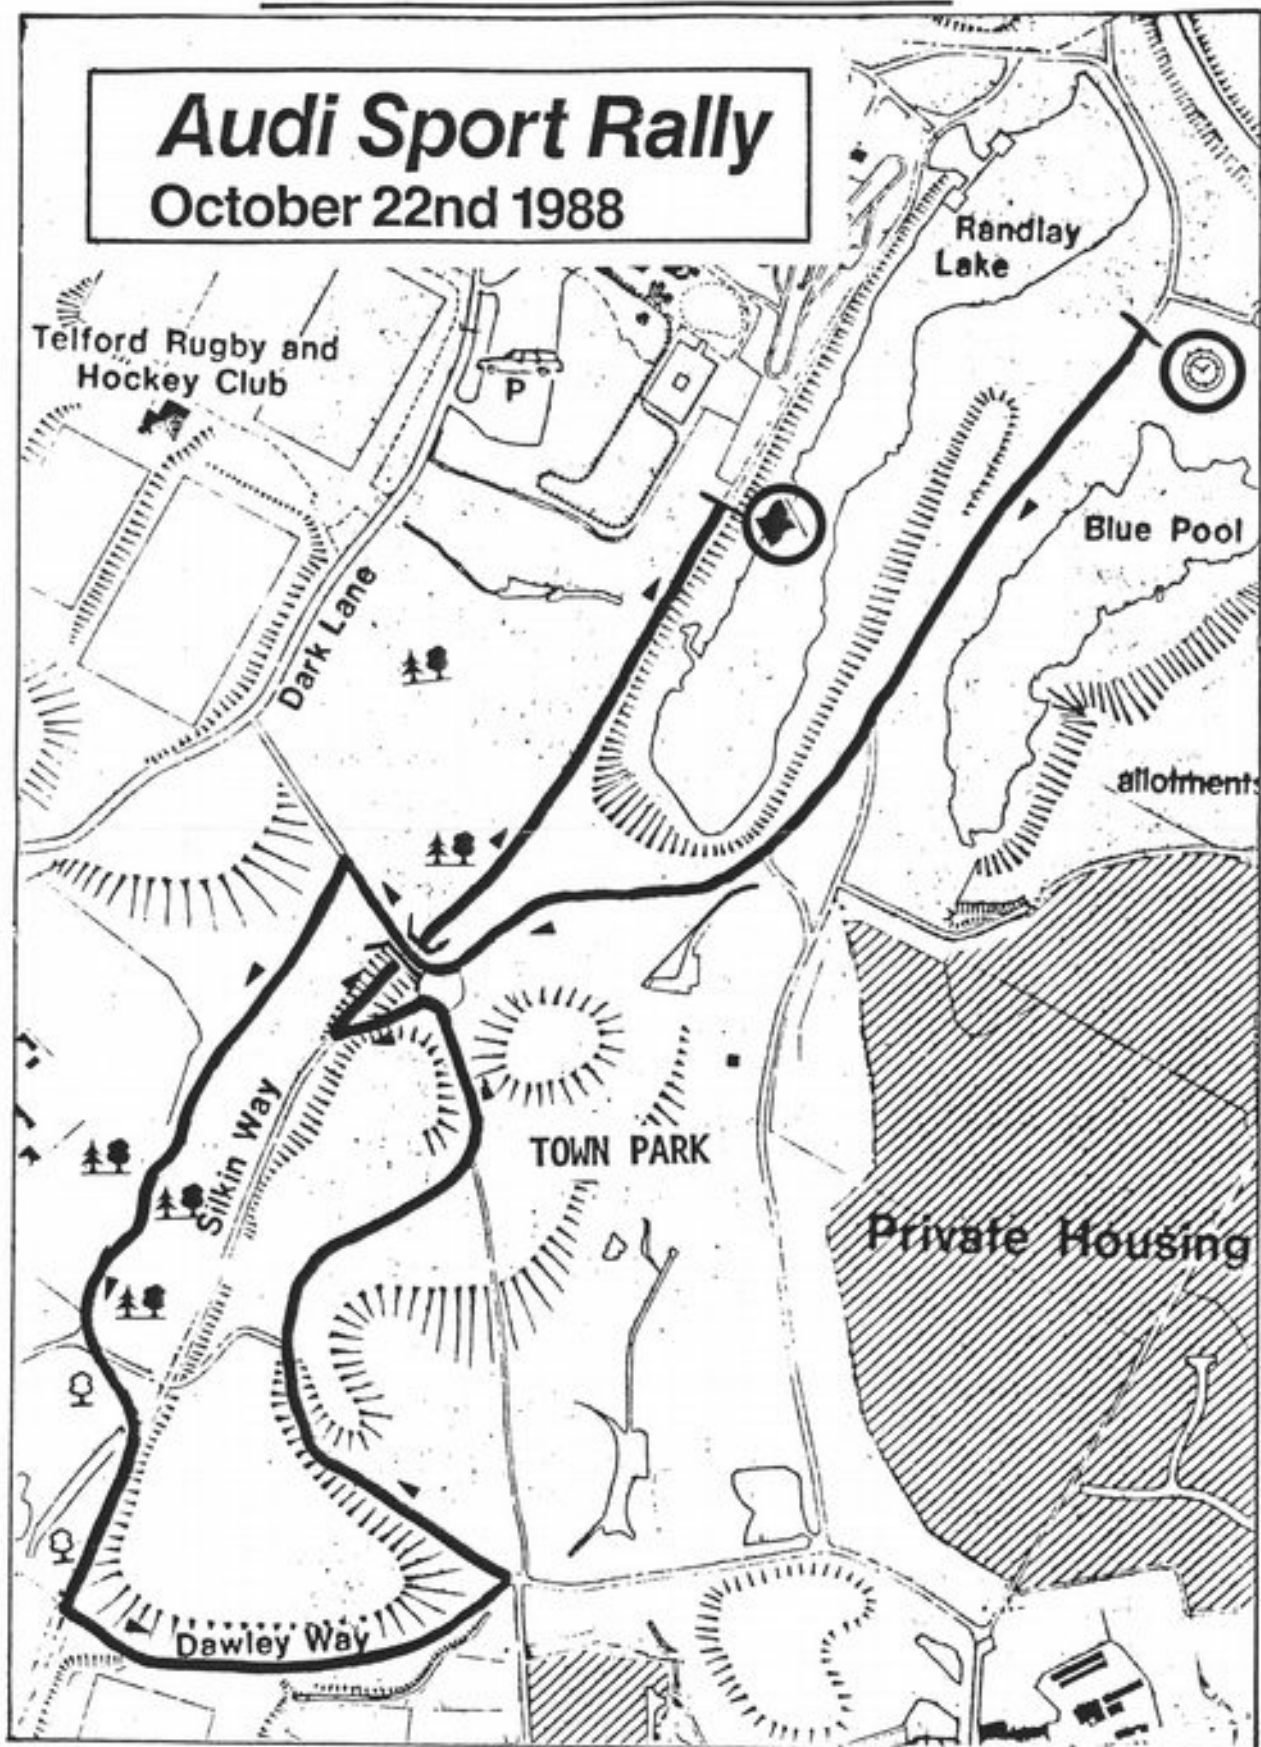 Audi Sport Rally
October 22nd 1988
Randlay
Lake
Telford Rugby and
Hockey Club
P
Blue Pool
Dark Lane
allotments
Silkin Way
TOWN PARK
Private Housing
Dawley Way